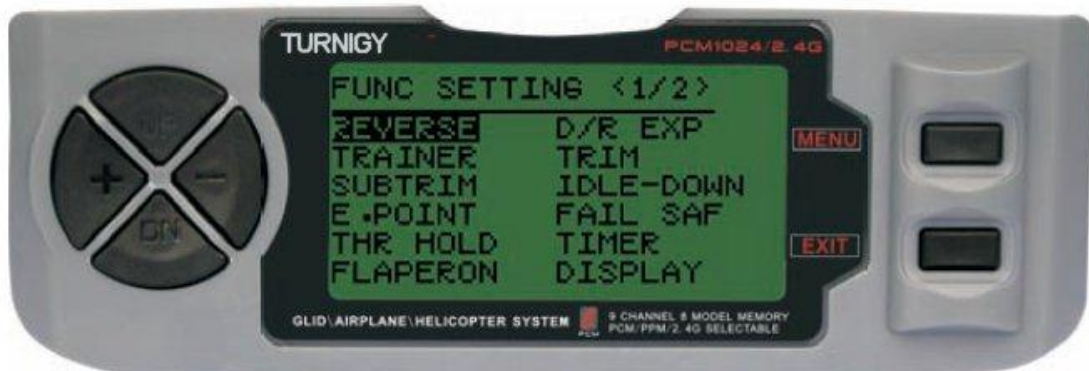 TURNIGY
PCM1024/2.4G
FUNC SETTING <1/2>
REVERSE D/R EXP
TRAINER TRIM
SUBTRIM IDLE-DOWN
E.POINT FAIL SAF
THR HOLD TIMER
FLAPERON DISPLAY
UP
+ -
DN
MENU
EXIT
GLID\AIRPLANE\HELICOPTER SYSTEM
PCM
9 CHANNEL 8 MODEL MEMORY
PCM/PPM/2.4G SELECTABLE